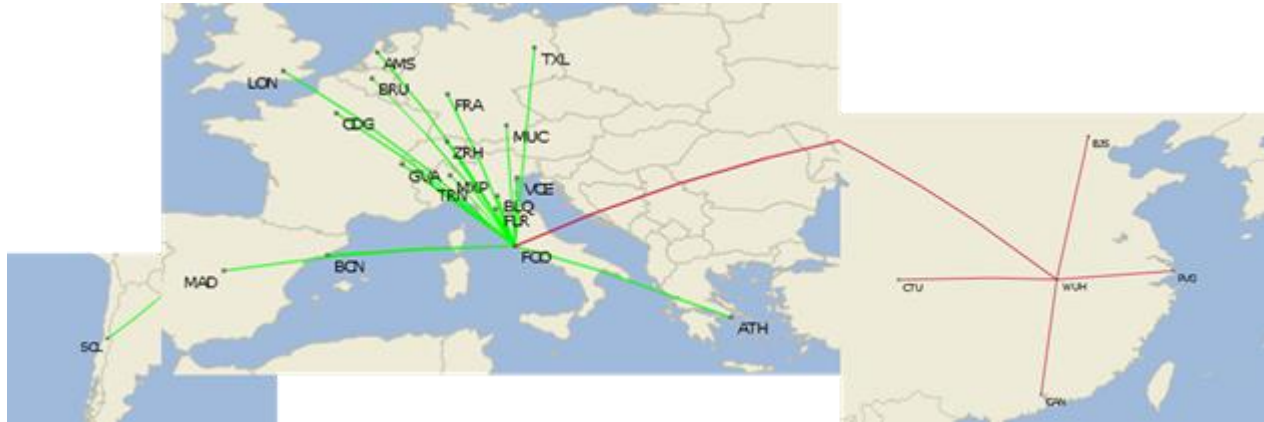 AMS
TXL
LON
BRU
FRA
CDG
MUC
BJS
ZRH
GVA
MXP
VCE
TRN
BLQ
FLR
FCO
BCN
MAD
CTU
WUH
PVG
ATH
SCL
CAN